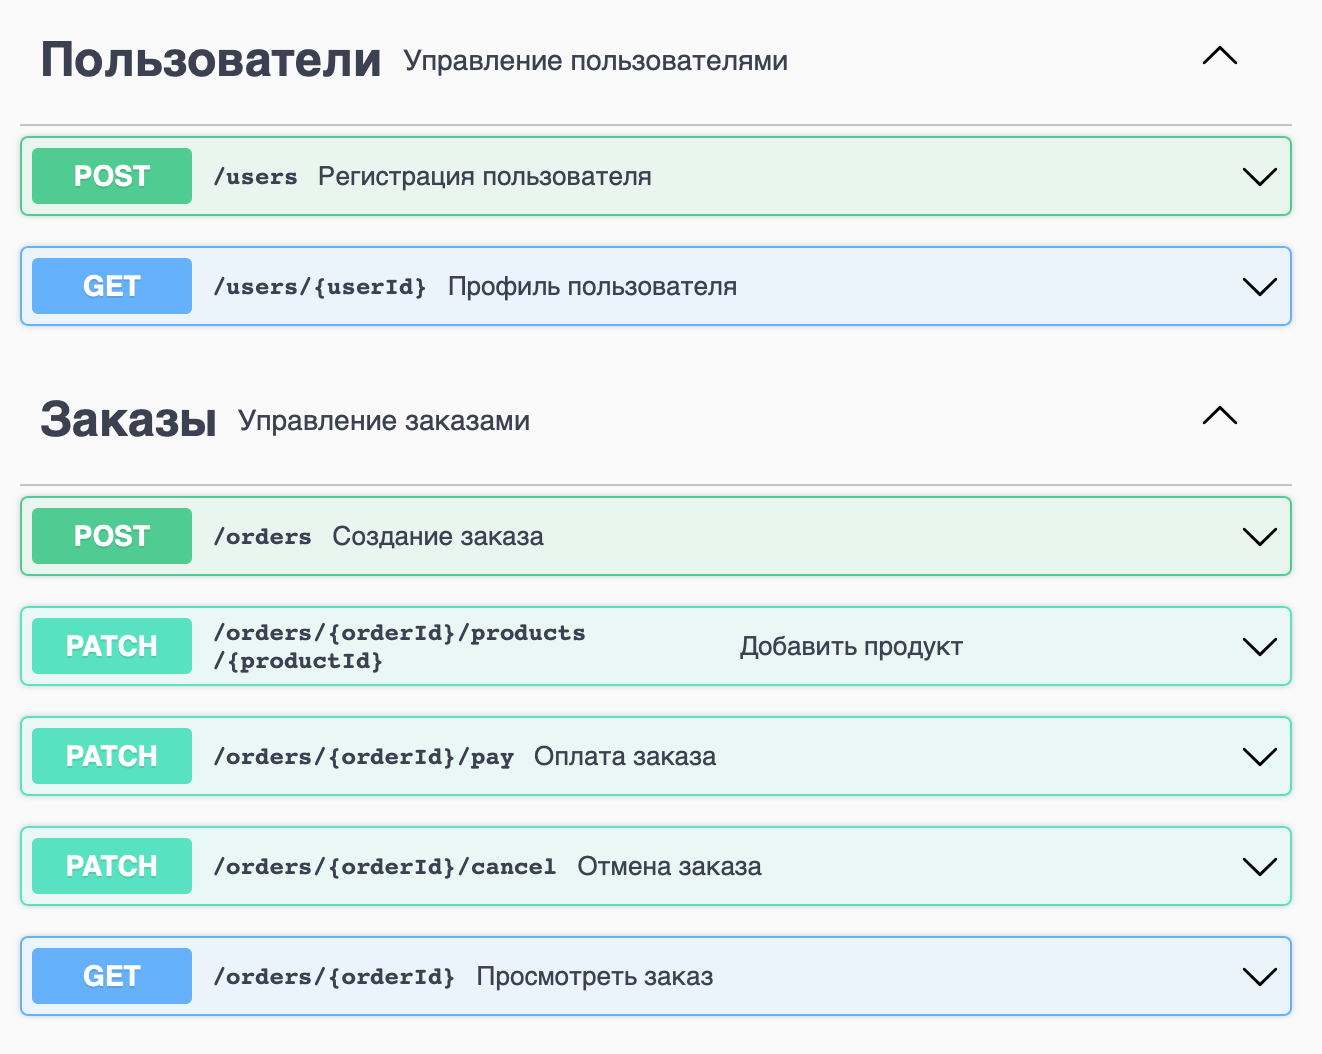 Пользователи Управление пользователями
POST /users Регистрация пользователя
GET /users/{userId} Профиль пользователя
Заказы Управление заказами
POST /orders Создание заказа
PATCH /orders/{orderId}/products
/{productId} Добавить продукт
PATCH /orders/{orderId}/pay Оплата заказа
PATCH /orders/{orderId}/cancel Отмена заказа
GET /orders/{orderId} Просмотреть заказ